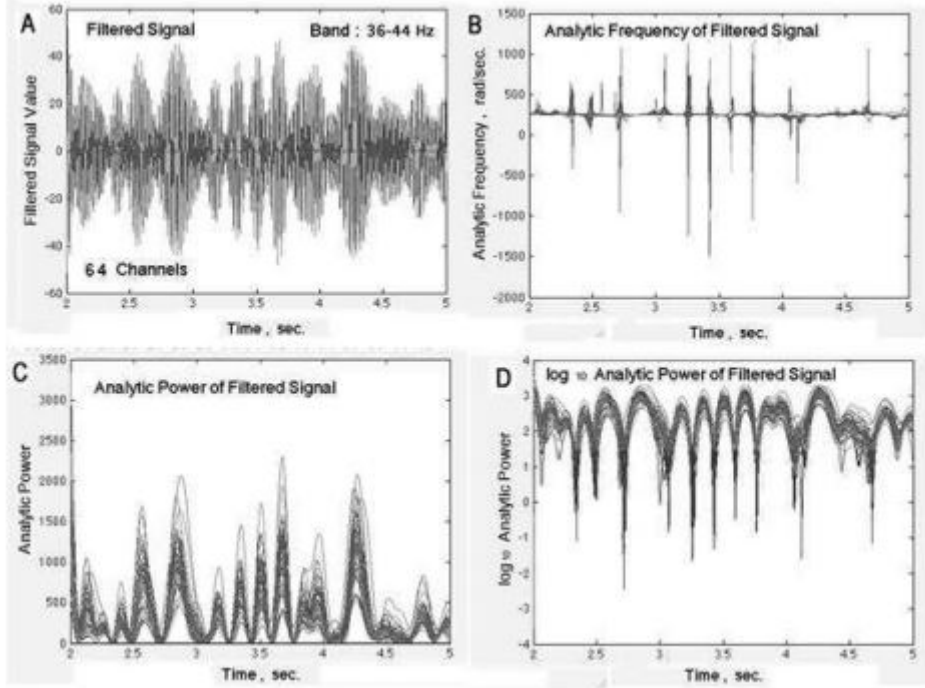 A
Filtered Signal Band : 36-44 Hz
Filtered Signal Value
60
40
20
0
-20
-40
-60
64 Channels
2 2.5 3 3.5 4 4.5 5
Time , sec.
B
Analytic Frequency of Filtered Signal
Analytic Frequency , rad/sec.
1500
1000
500
0
-500
-1000
-1500
-2000
2 2.5 3 3.5 4 4.5 5
Time , sec.
C
Analytic Power of Filtered Signal
Analytic Power
3500
3000
2500
2000
1500
1000
500
0
2 2.5 3 3.5 4 4.5 5
Time , sec.
D
log 10 Analytic Power of Filtered Signal
log 10 Analytic Power
4
3
2
1
0
-1
-2
-3
-4
2 2.5 3 3.5 4 4.5 5
Time , sec.